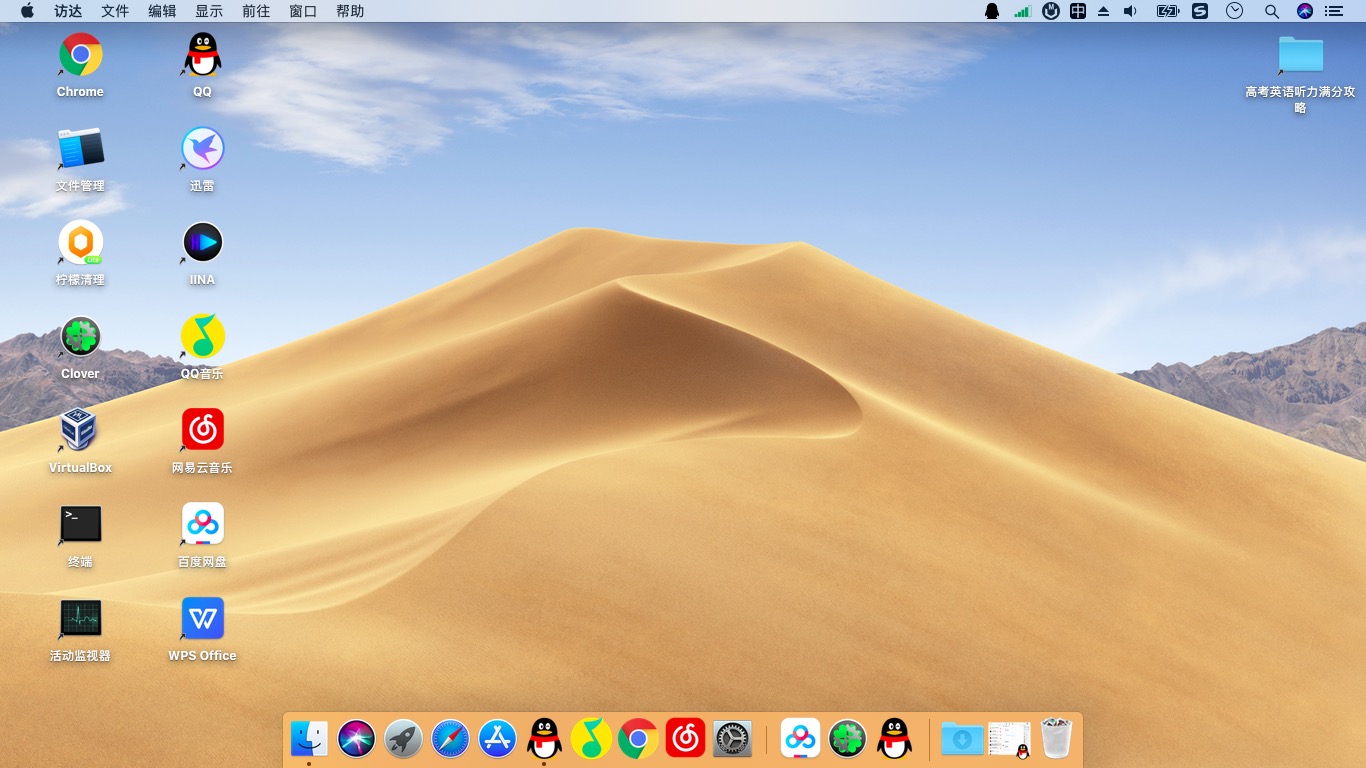 访达 文件 编辑 显示 前往 窗口 帮助 中
Chrome
QQ
高考英语听力满分攻
略
文件管理
迅雷
柠檬清理
IINA
Clover
QQ音乐
VirtualBox
网易云音乐
>_
终端
百度网盘
活动监视器
WPS Office